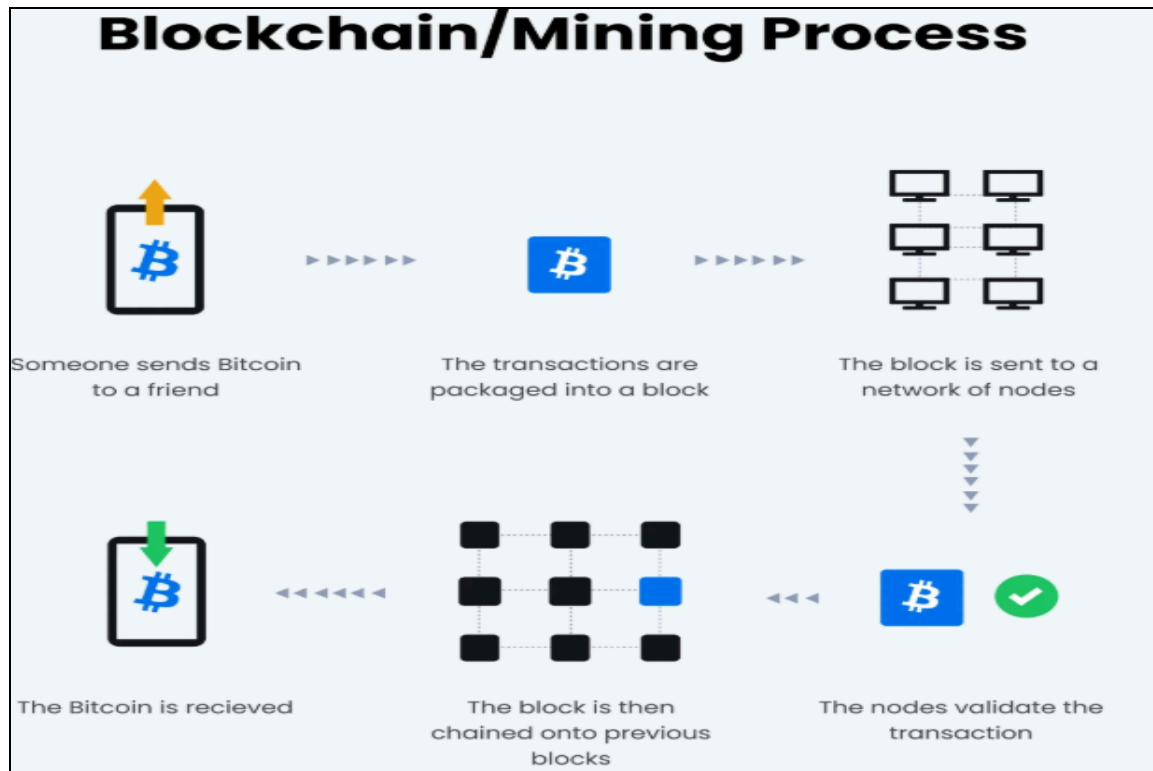 Blockchain/Mining Process
Someone sends Bitcoin
to a friend
The transactions are
packaged into a block
The block is sent to a
network of nodes
The nodes validate the
transaction
The block is then
chained onto previous
blocks
The Bitcoin is recieved